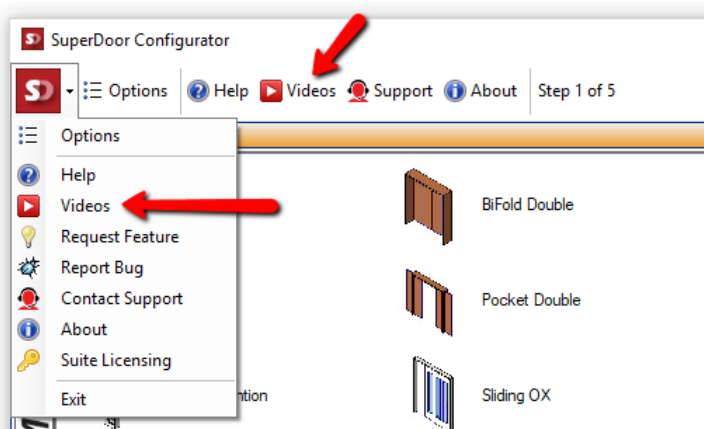 SuperDoor Configurator
SD Options Help Videos Support About Step 1 of 5
Options
Help
Videos
Request Feature
Report Bug
Contact Support
About
Suite Licensing
Exit
BiFold Double
Pocket Double
Sliding OX